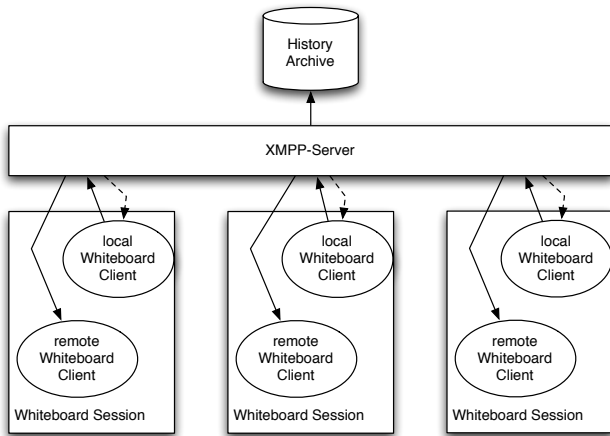 History
Archive
XMPP-Server
local
Whiteboard
Client
remote
Whiteboard
Client
Whiteboard Session
local
Whiteboard
Client
remote
Whiteboard
Client
Whiteboard Session
local
Whiteboard
Client
remote
Whiteboard
Client
Whiteboard Session